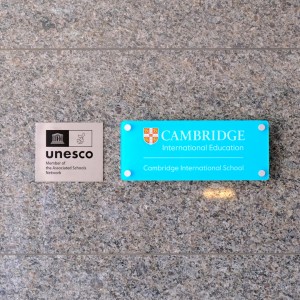 unesco
Member of
the Associated Schools
Network
CAMBRIDGE
International Education
Cambridge International School